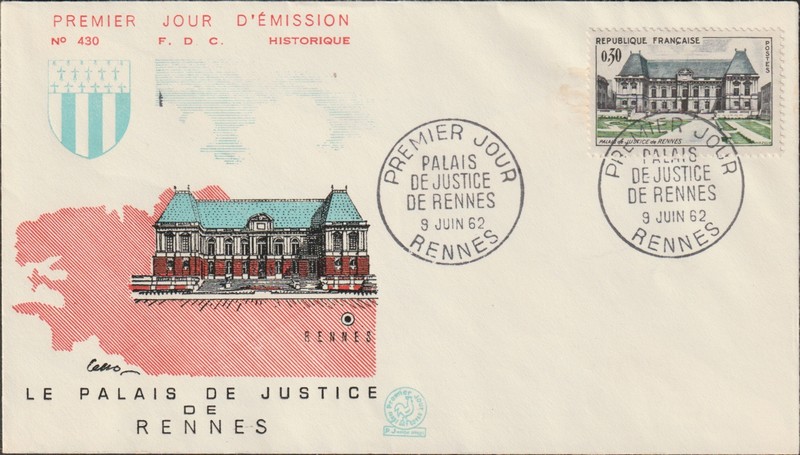 PREMIER JOUR D'ÉMISSION
Nº 430 F. D. C. HISTORIQUE
RÉPUBLIQUE FRANÇAISE
0,30
POSTES
PALAIS DE JUSTICE DE RENNES
PREMIER JOUR
PALAIS
DE JUSTICE
DE RENNES
9 JUIN 62
RENNES
PREMIER JOUR
PALAIS
DE JUSTICE
DE RENNES
9 JUIN 62
RENNES
RENNES
LE PALAIS DE JUSTICE
DE
RENNES
Premier Jour